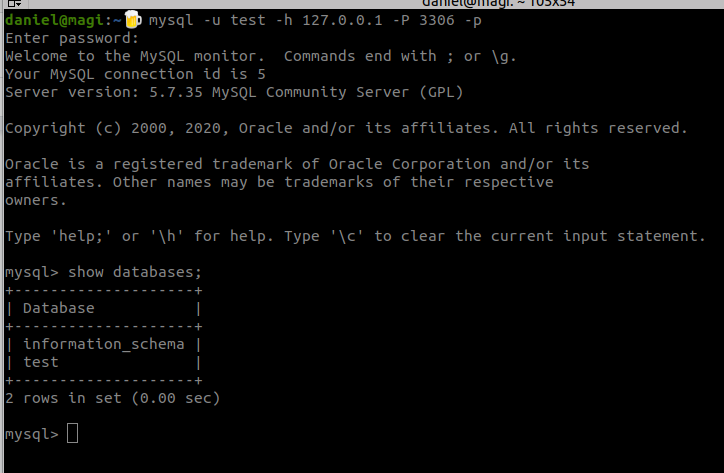 daniel@magi: ~ 103x34
daniel@magi:~🍺 mysql -u test -h 127.0.0.1 -P 3306 -p
Enter password:
Welcome to the MySQL monitor.  Commands end with ; or \g.
Your MySQL connection id is 5
Server version: 5.7.35 MySQL Community Server (GPL)
Copyright (c) 2000, 2020, Oracle and/or its affiliates. All rights reserved.
Oracle is a registered trademark of Oracle Corporation and/or its
affiliates. Other names may be trademarks of their respective
owners.
Type 'help;' or '\h' for help. Type '\c' to clear the current input statement.
mysql> show databases;
+--------------------+
| Database           |
+--------------------+
| information_schema |
| test               |
+--------------------+
2 rows in set (0.00 sec)
mysql>